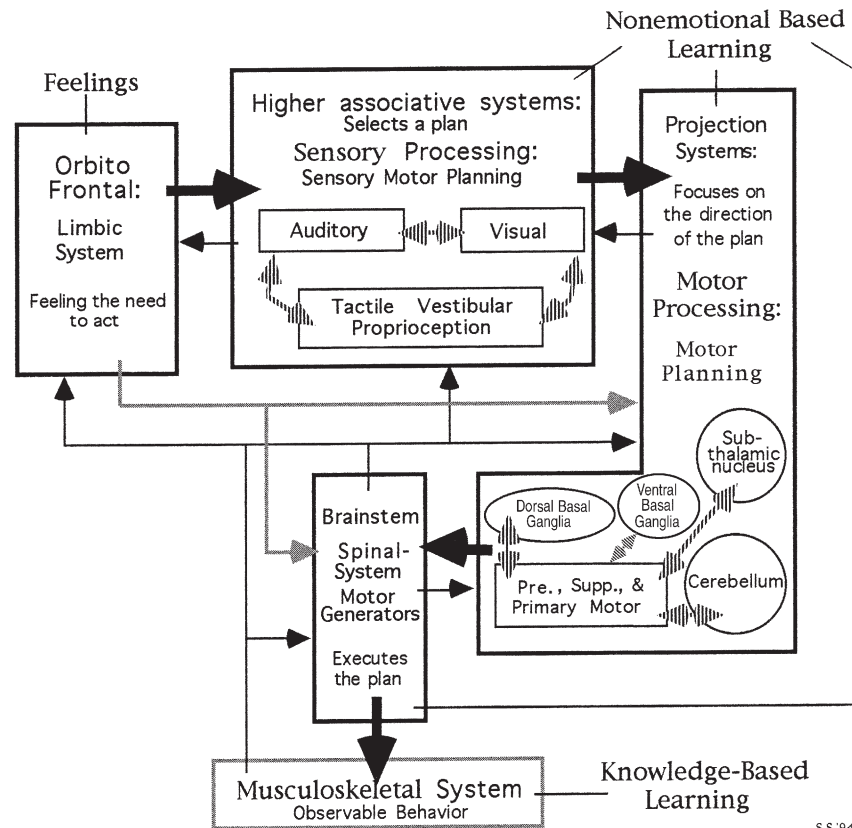 Nonemotional Based
Learning
Feelings
Orbito
Frontal:
Limbic
System
Feeling the need
to act
Higher associative systems:
Selects a plan
Sensory Processing:
Sensory Motor Planning
Auditory
Visual
Tactile Vestibular
Proprioception
Projection
Systems:
Focuses on
the direction
of the plan
Motor
Processing:
Motor
Planning
Sub-
thalamic
nucleus
Ventral
Basal
Ganglia
Dorsal Basal
Ganglia
Pre., Supp., &
Primary Motor
Cerebellum
Brainstem
Spinal-
System
Motor
Generators
Executes
the plan
Musculoskeletal System
Observable Behavior
Knowledge-Based
Learning